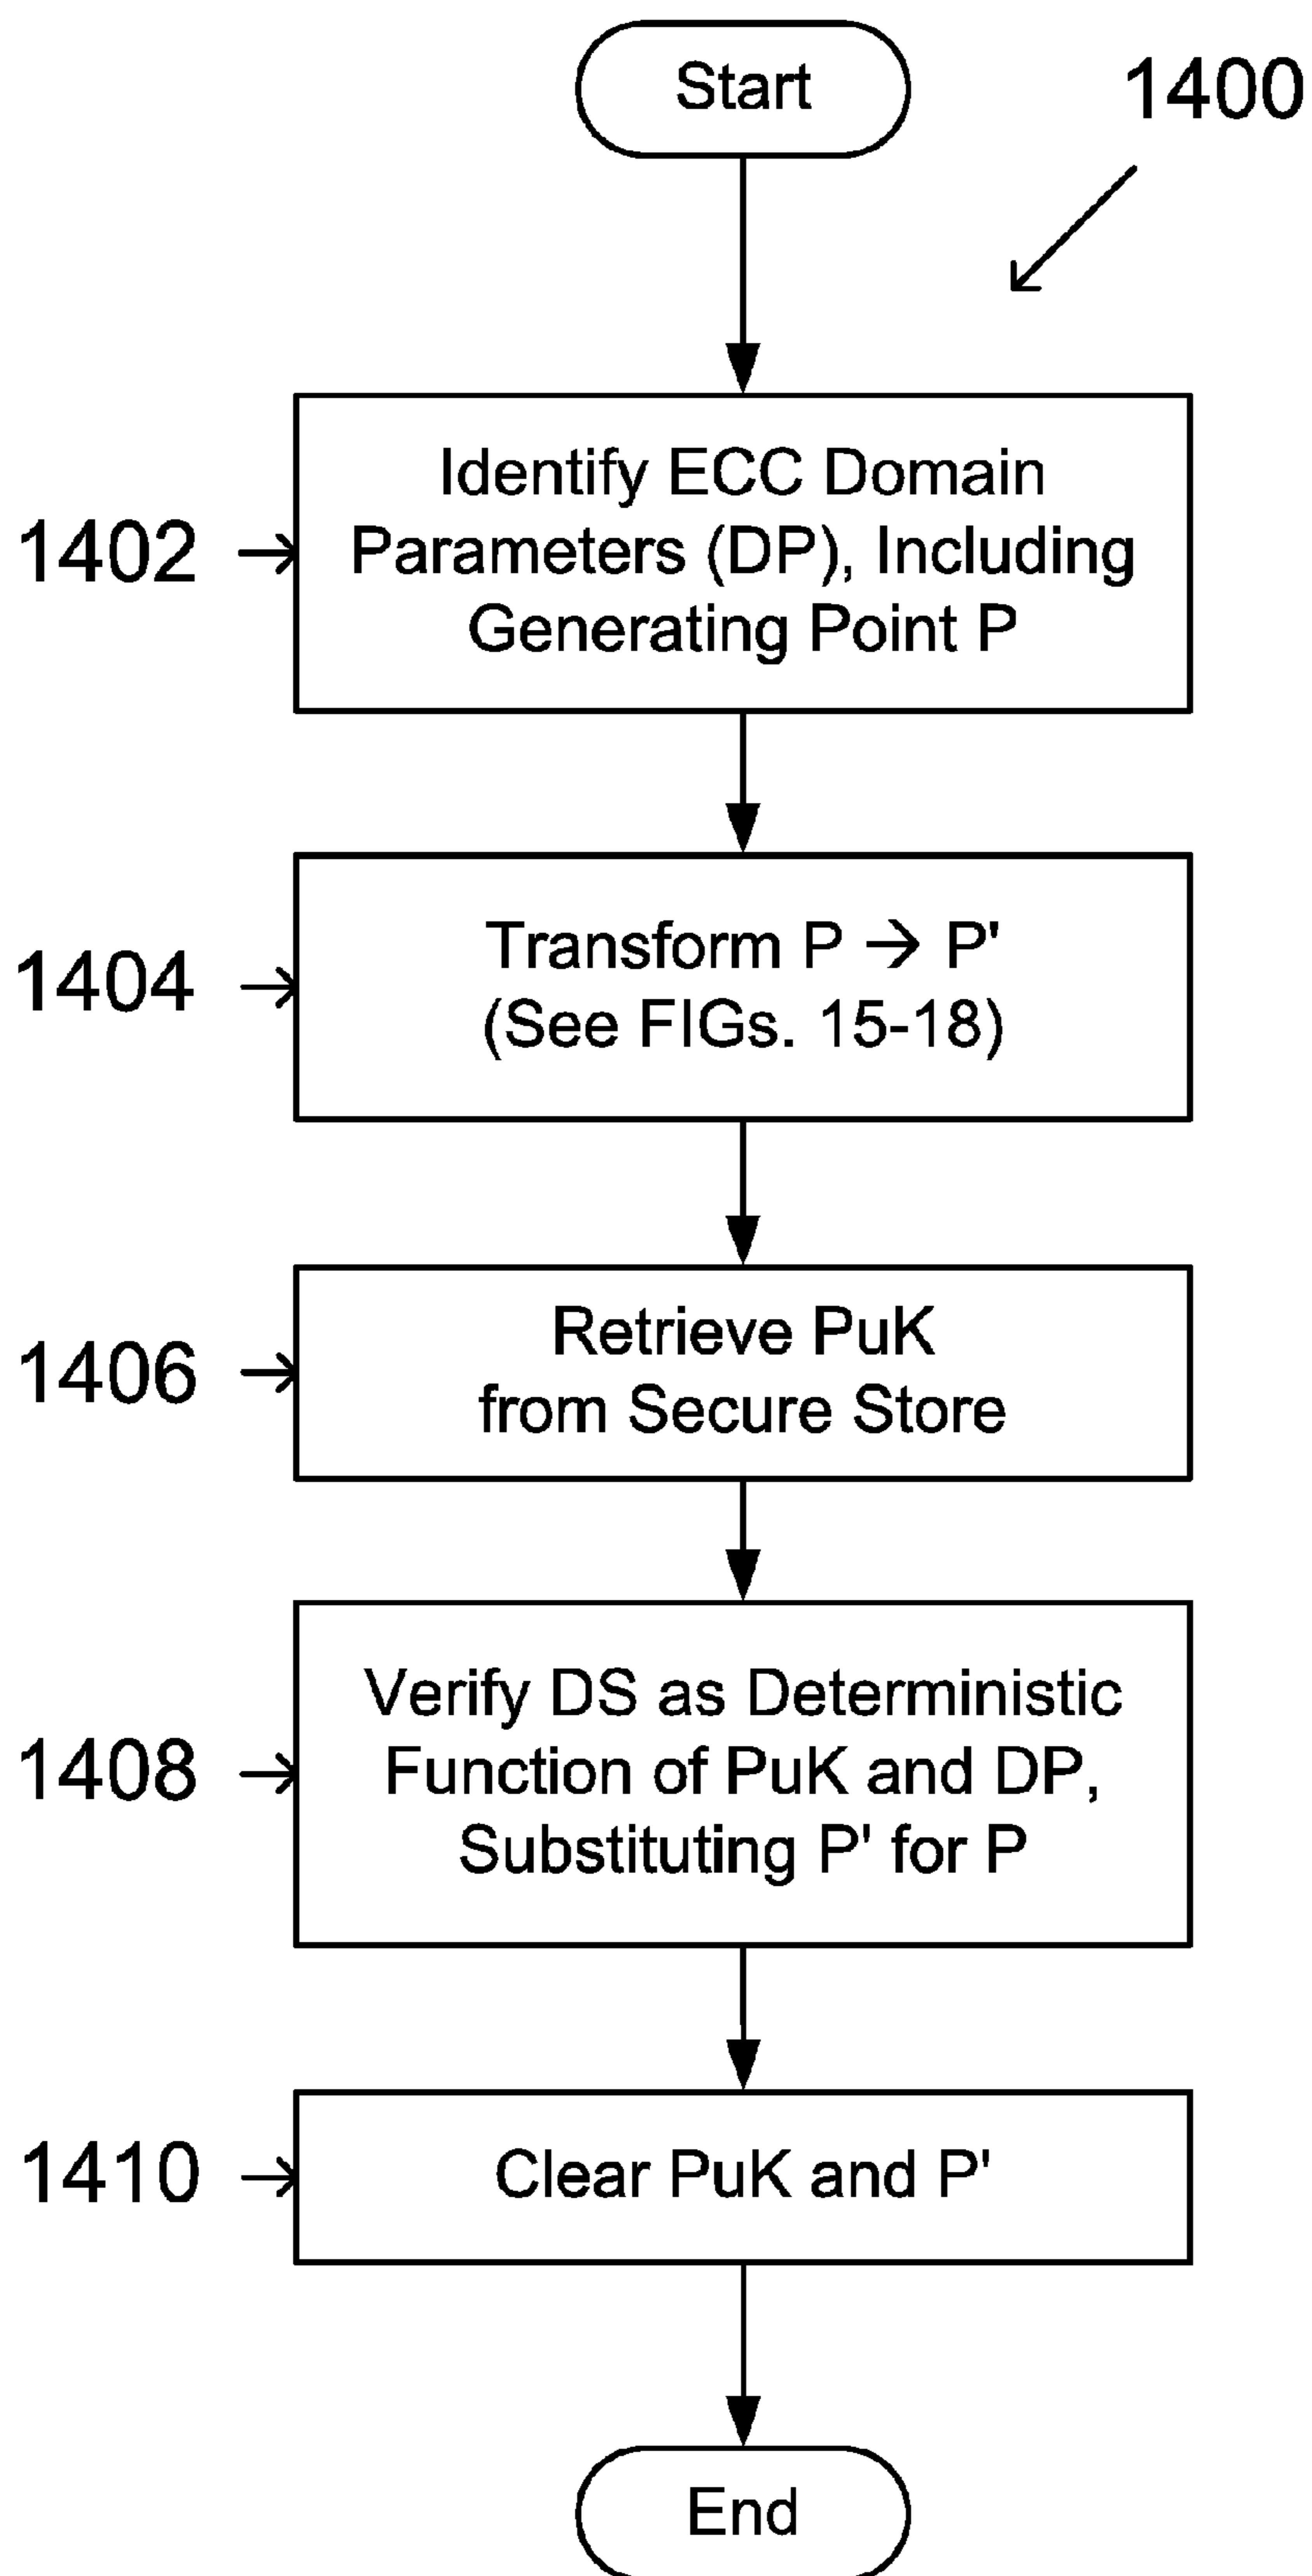 Start
1400
Identify ECC Domain
1402
Parameters (DP), Including
Generating Point P
Transform P → P'
1404
(See FIGs. 15-18)
Retrieve PuK
1406
from Secure Store
Verify DS as Deterministic
1408
Function of PuK and DP,
Substituting P' for P
1410
Clear PuK and P'
End